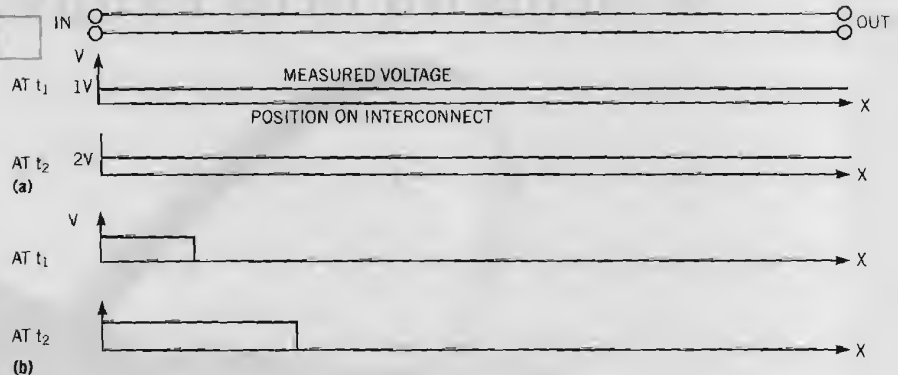 IN OUT
V
AT t₁ 1V MEASURED VOLTAGE
X
POSITION ON INTERCONNECT
AT t₂ 2V
(a) X
V
AT t₁ X
AT t₂ X
(b)